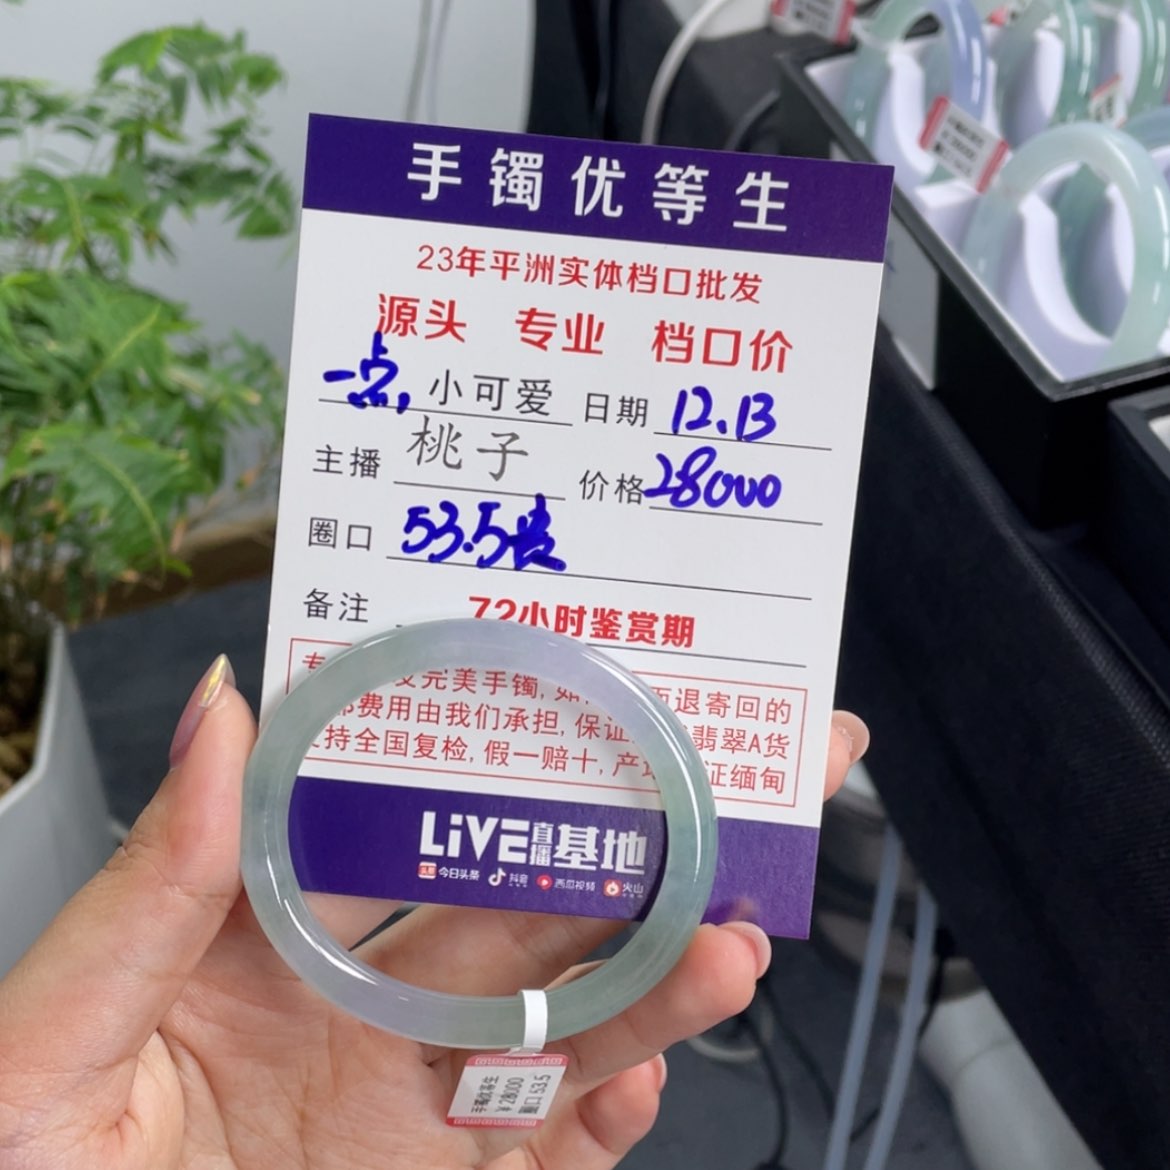 手镯优等生
23年平洲实体档口批发
源头 专业 档口价
一点, 小可爱 日期 12.13
主播 桃子 价格 28000
圈口 53.5贵
备注 72小时鉴赏期
完美手镯, 如 退寄回的
费用由我们承担, 保证 翡翠A货
支持全国复检, 假一赔十, 产地 证缅甸
LiVE直播基地
头条 今日头条 抖音 西瓜视频 火山
手镯优等生
¥28000
圈口 53.5